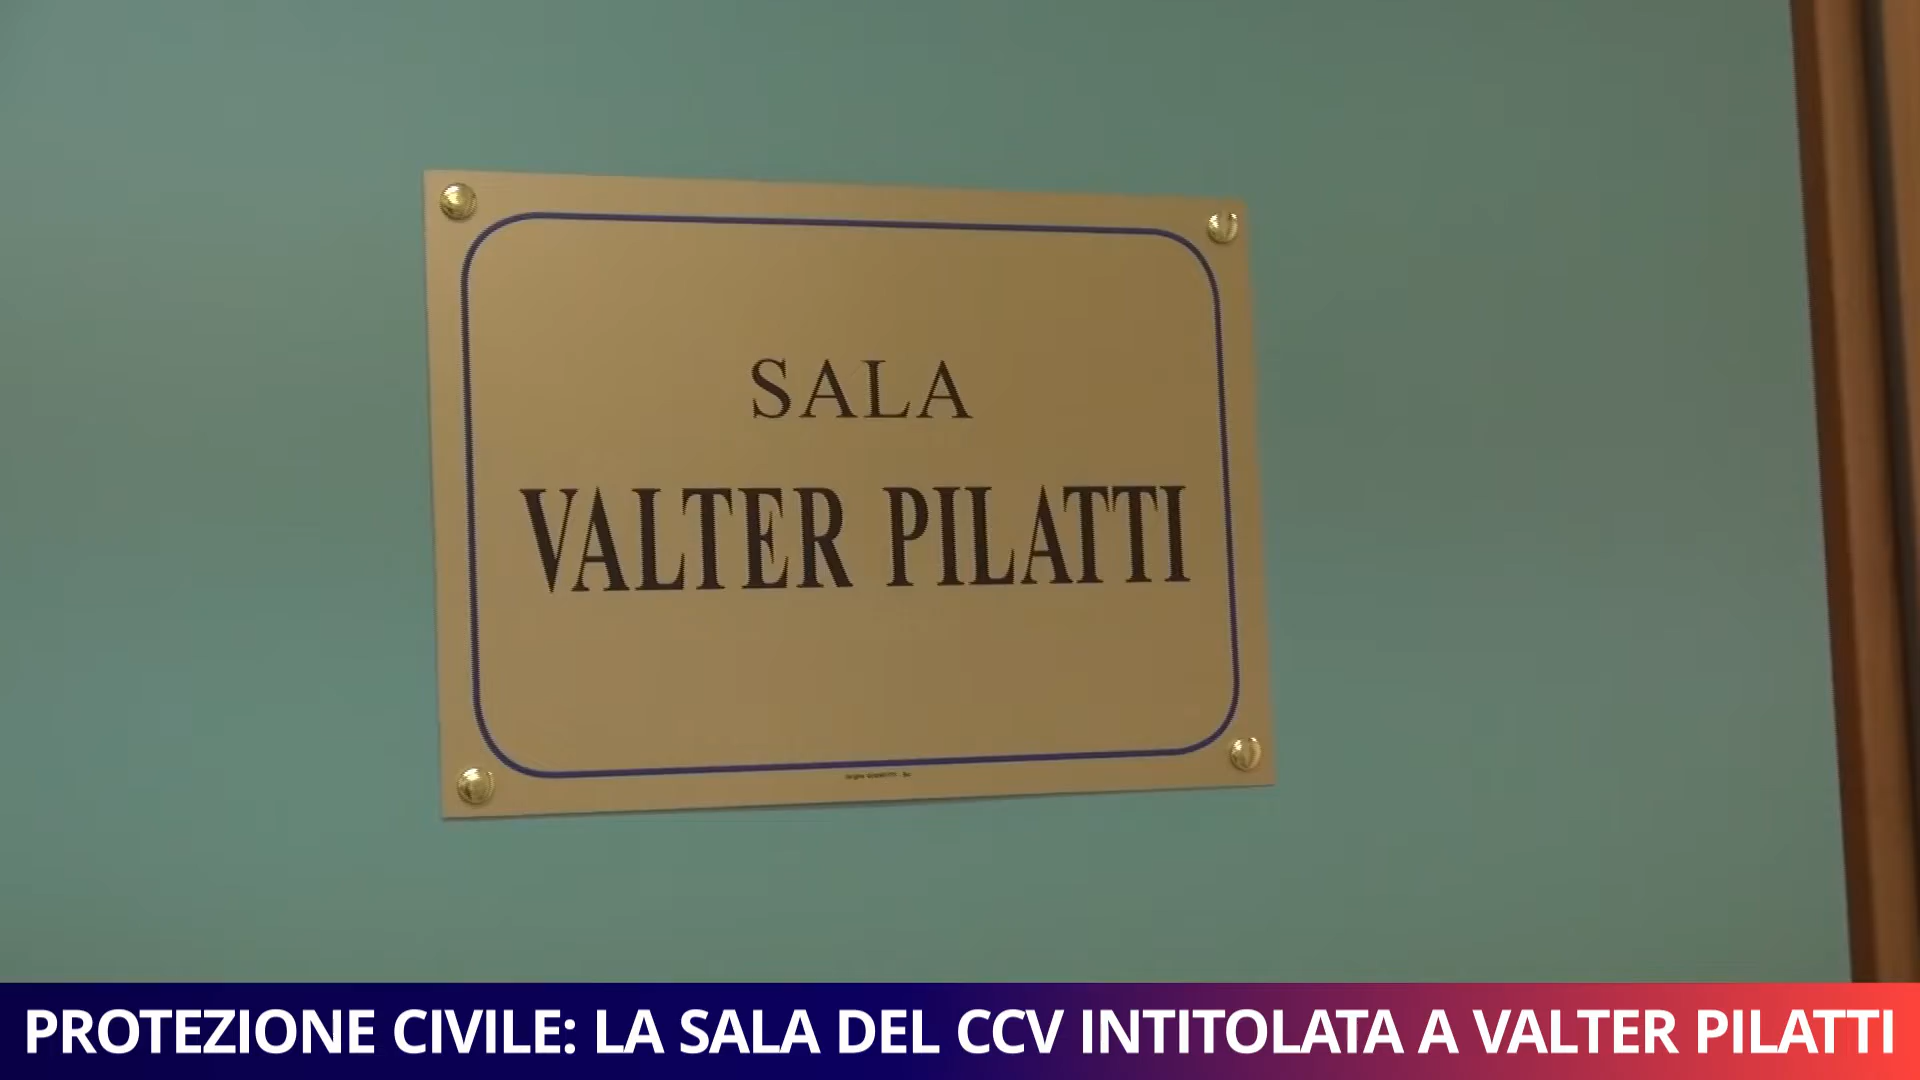 SALA
VALTER PILATTI
PROTEZIONE CIVILE: LA SALA DEL CCV INTITOLATA A VALTER PILATTI